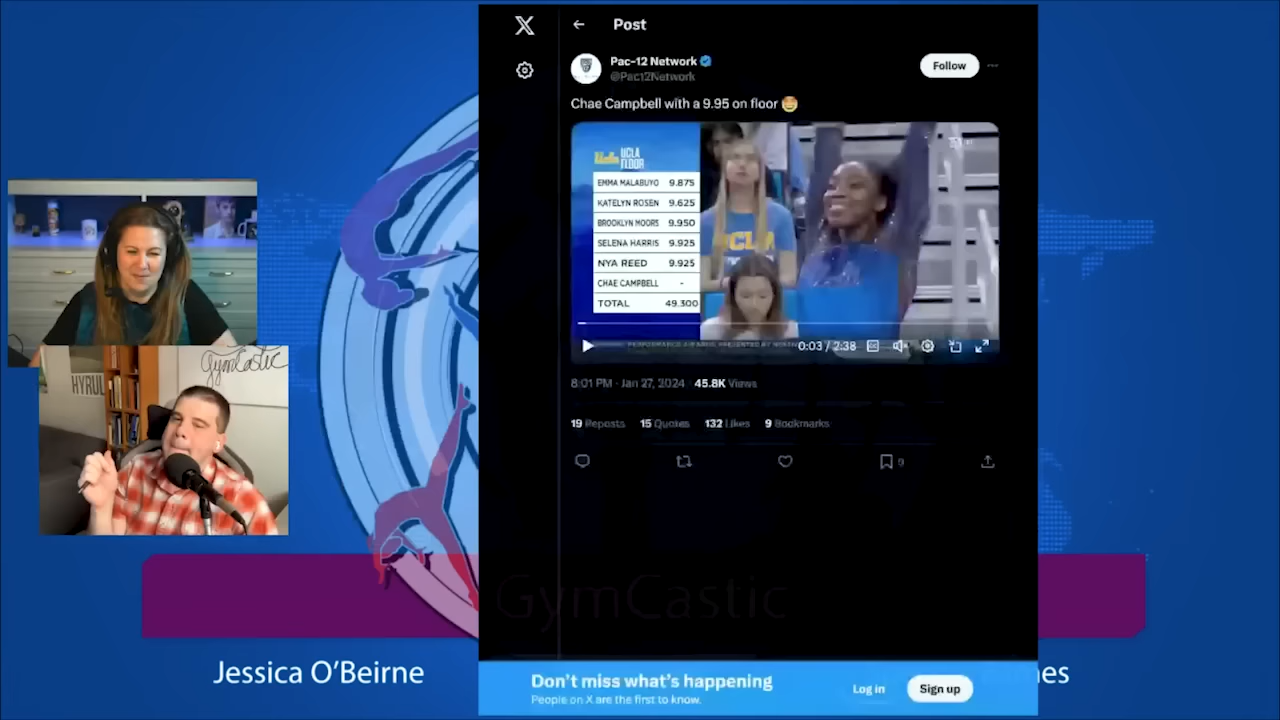 Post
Pac-12 Network
@Pac12Network
Follow
Chae Campbell with a 9.95 on floor
UCLA
FLOOR
EMMA MALABUYO 9.875
KATELYN ROSEN 9.625
BROOKLYN MOORS 9.950
SELENA HARRIS 9.925
NYA REED 9.925
CHAE CAMPBELL -
TOTAL 49.300
UCLA
0:03 / 2:38
8:01 PM · Jan 27, 2024 · 45.8K Views
19 Reposts 15 Quotes 132 Likes 9 Bookmarks
9
GymCastic
HYRUL
GymCastic
Jessica O'Beirne
nes
Don't miss what's happening
People on X are the first to know.
Log in
Sign up